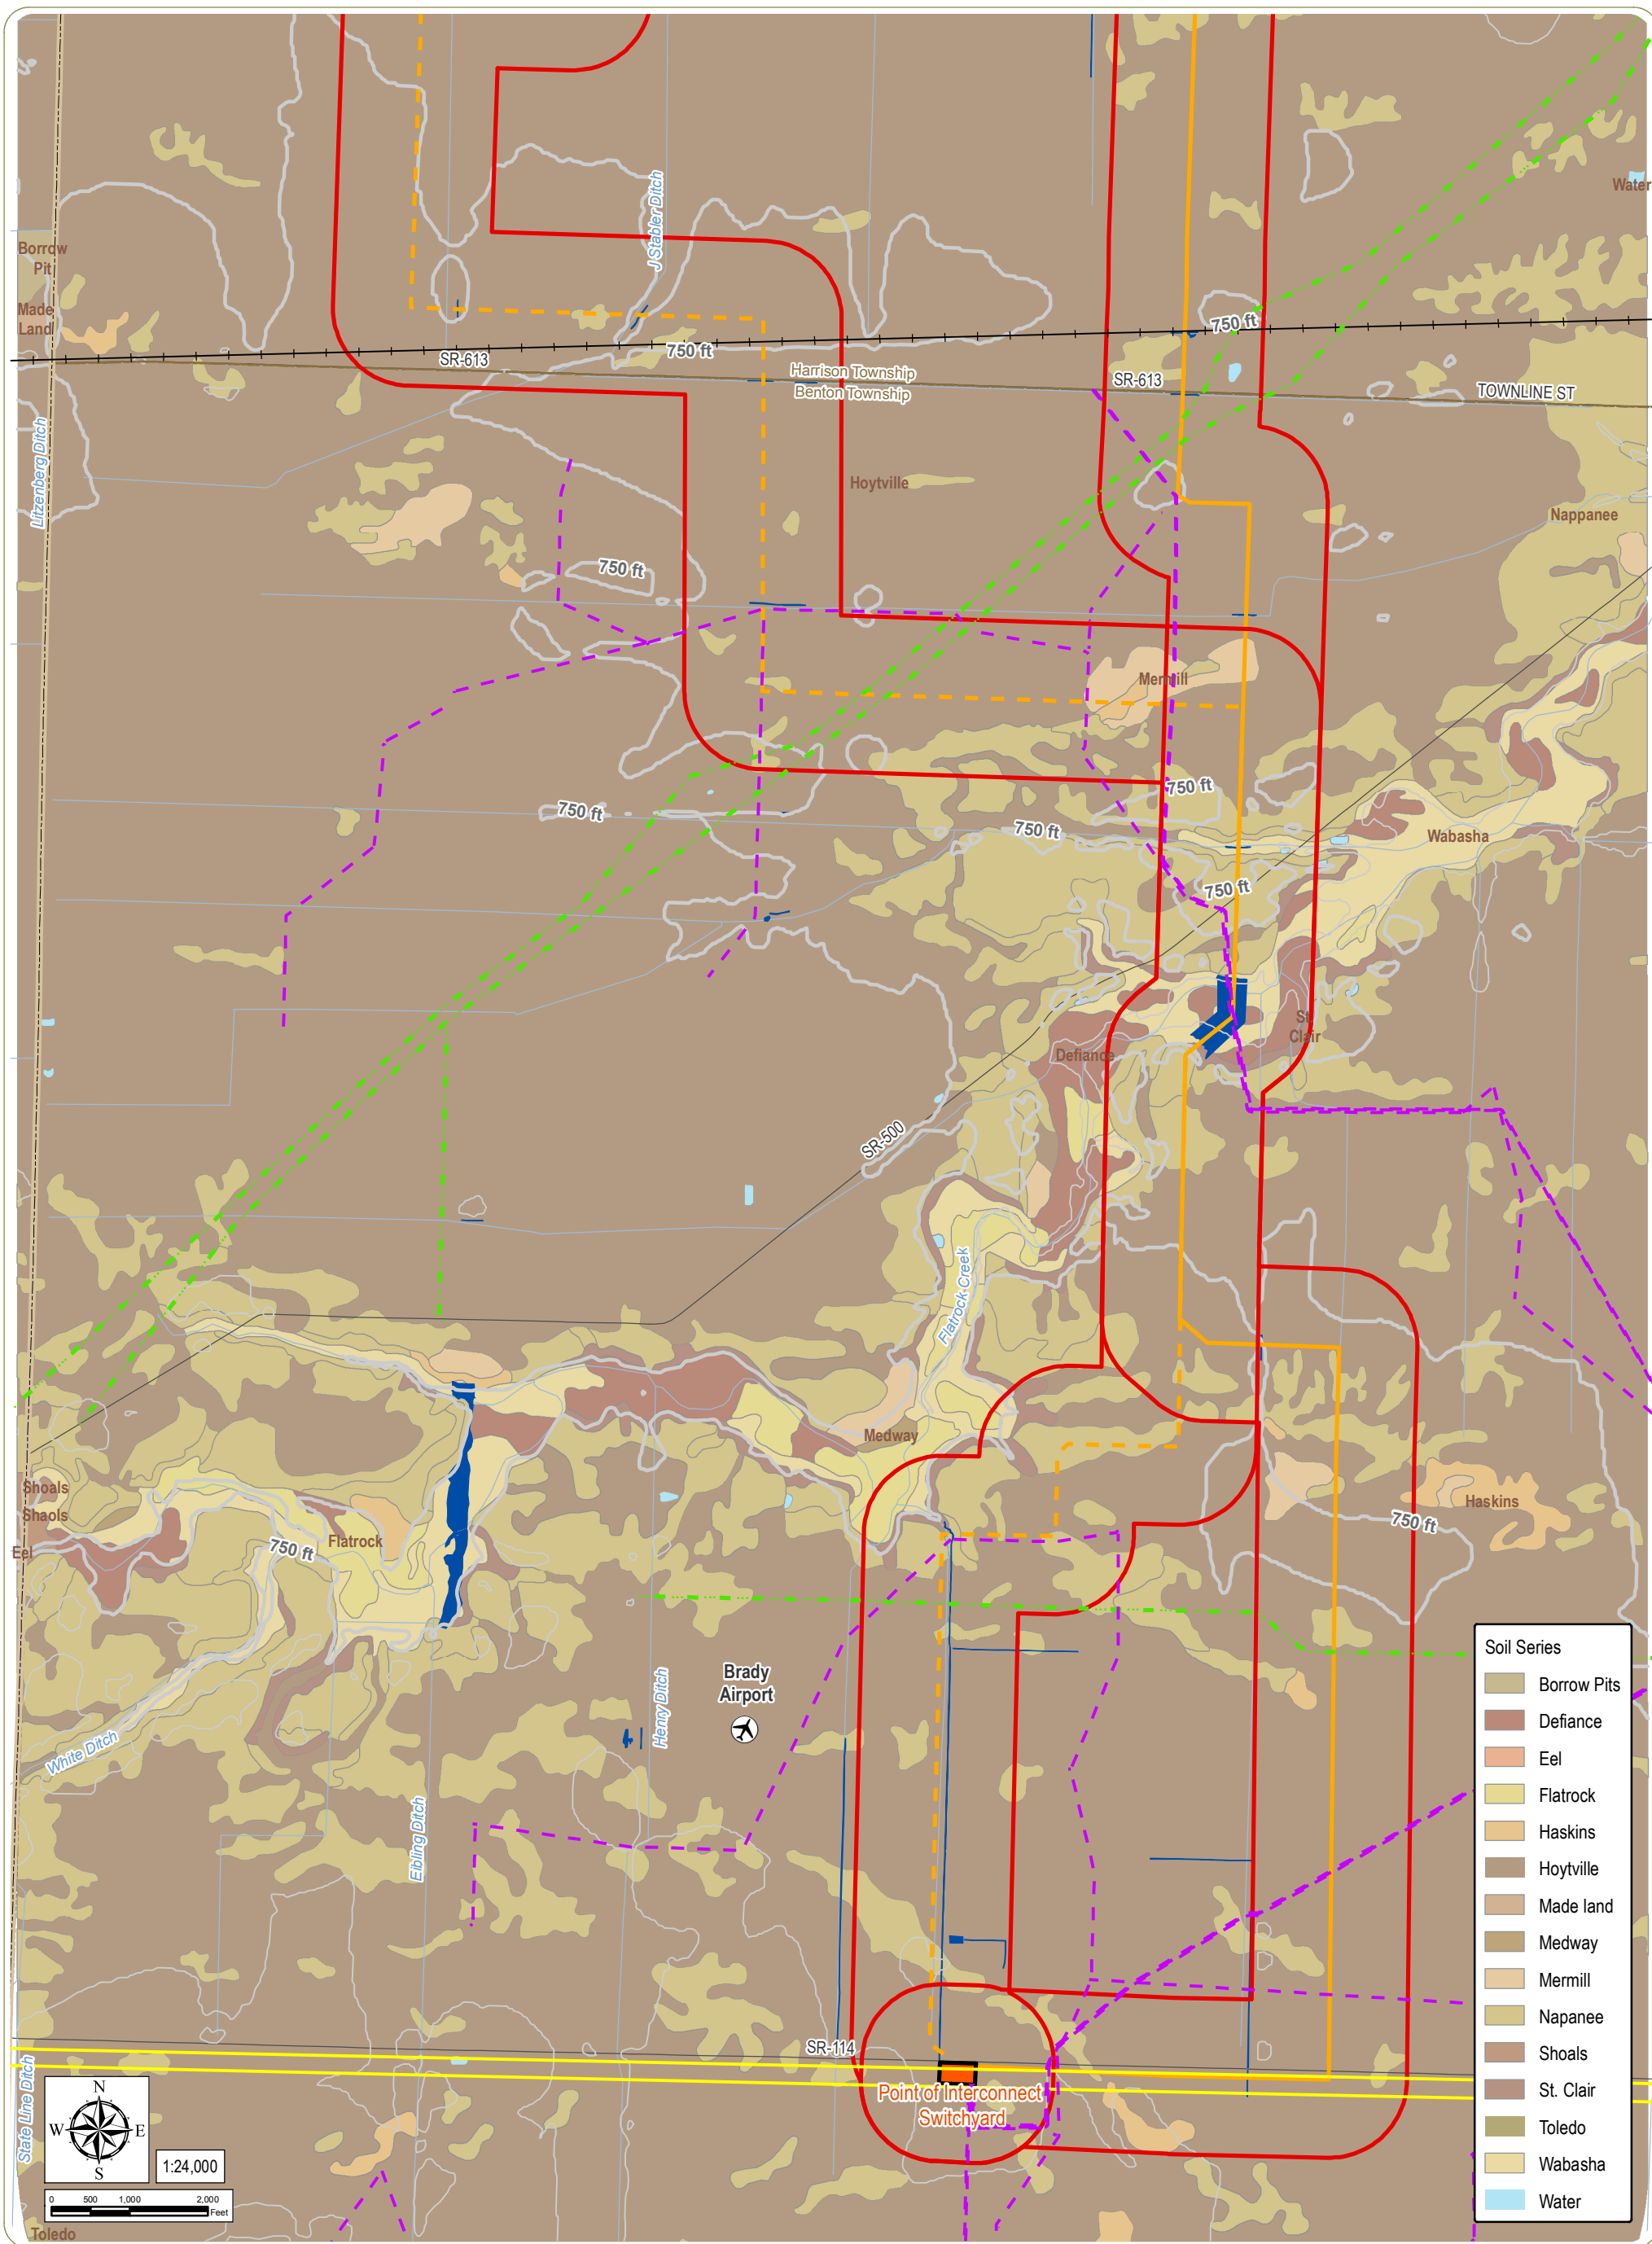 J Stabler Ditch
Water
Borrow
Pit
Made
Land
750 ft
750 ft
SR-613
Harrison Township
Benton Township
SR-613
TOWNLINE ST
Litzenberg Ditch
Hoytville
Nappanee
750 ft
Mermill
750 ft
750 ft
750 ft
Wabasha
750 ft
St.
Clair
Defiance
SR-500
Flatrock Creek
Medway
Shoals
Shaols
Eel
Flatrock
750 ft
Haskins
750 ft
Brady
Airport
Henry Ditch
White Ditch
Eibling Ditch
SR-114
Point of Interconnect
Switchyard
State Line Ditch
N
W
E
S
1:24,000
0 500 1,000 2,000
Feet
Toledo
Soil Series
Borrow Pits
Defiance
Eel
Flatrock
Haskins
Hoytville
Made land
Medway
Mermill
Napanee
Shoals
St. Clair
Toledo
Wabasha
Water